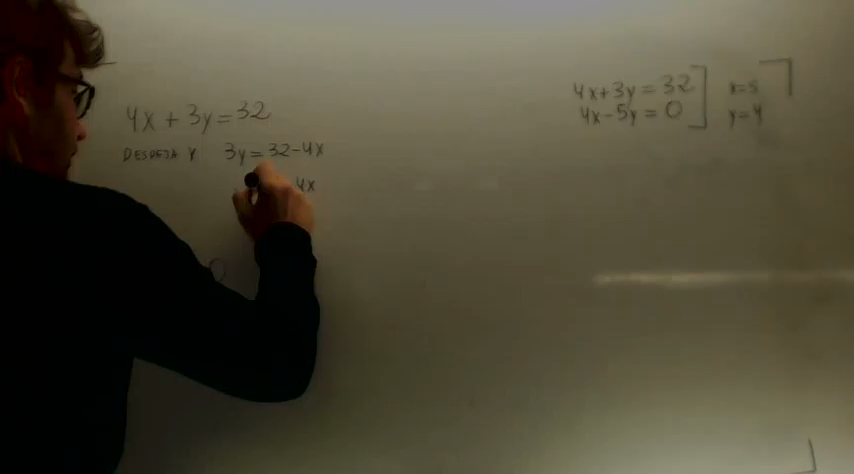 4x + 3y = 32
DESPEJA Y 3y = 32 - 4x
4x
4x + 3y = 32 ] x = 5
4x - 5y = 0 y = 4